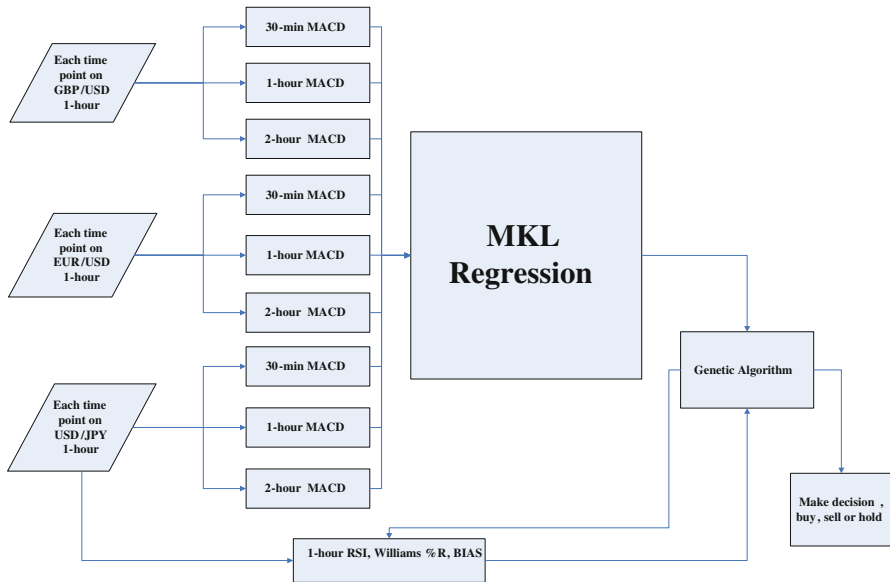 Each time
point on
GBP/USD
1-hour
30-min MACD
1-hour MACD
2-hour MACD
Each time
point on
EUR/USD
1-hour
30-min MACD
1-hour MACD
2-hour MACD
Each time
point on
USD/JPY
1-hour
30-min MACD
1-hour MACD
2-hour MACD
MKL
Regression
Genetic Algorithm
Make decision ,
buy, sell or hold
1-hour RSI, Williams %R, BIAS